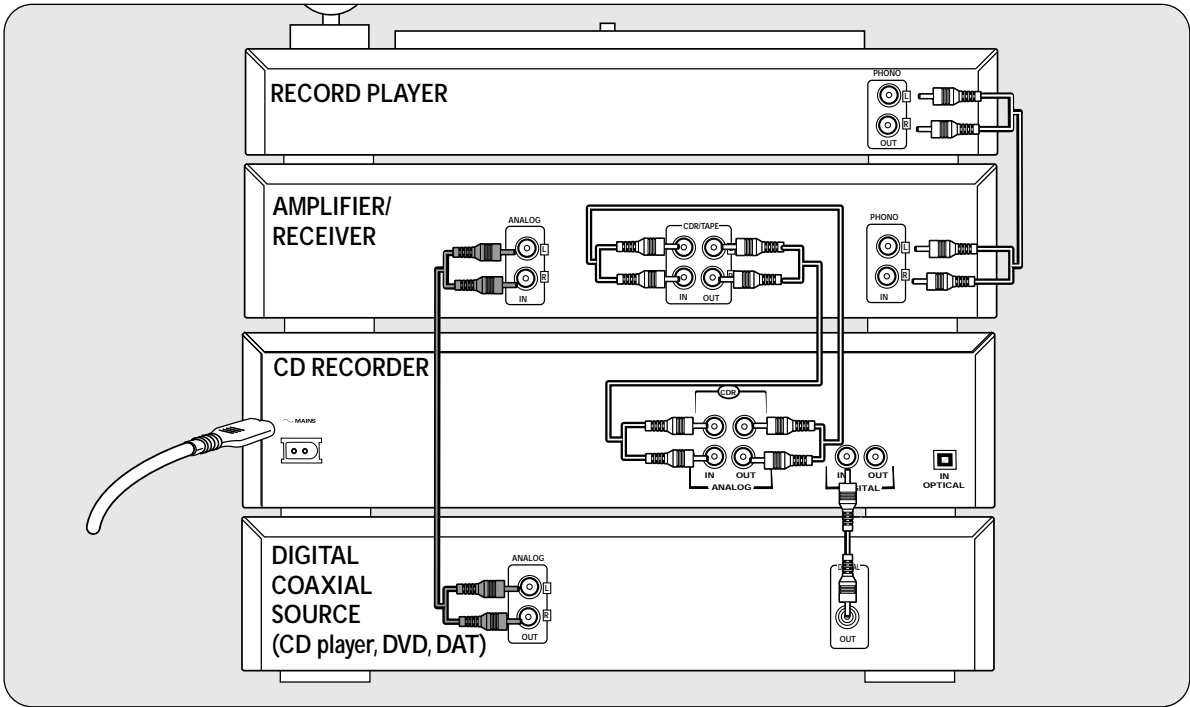 PHONO
RECORD PLAYER
L
R
OUT
AMPLIFIER/
RECEIVER
ANALOG
L
R
IN
CDR/TAPE
IN OUT
PHONO
L
R
IN
CD RECORDER
CDR
MAINS
IN OUT
ANALOG
IN OUT
IN
OPTICAL
DIGITAL
COAXIAL
SOURCE
(CD player, DVD, DAT)
ANALOG
L
R
OUT
OUT